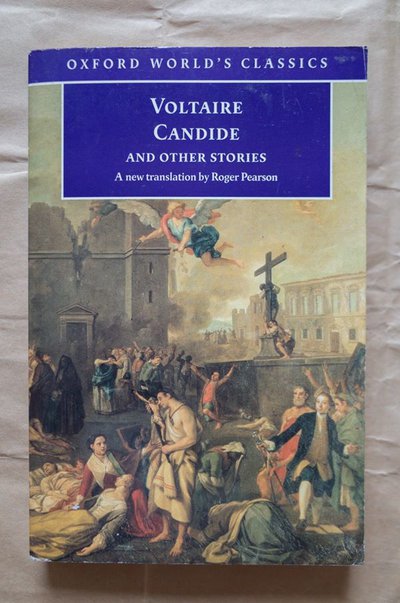 OXFORD WORLD'S CLASSICS
VOLTAIRE
CANDIDE
AND OTHER STORIES
A new translation by Roger Pearson